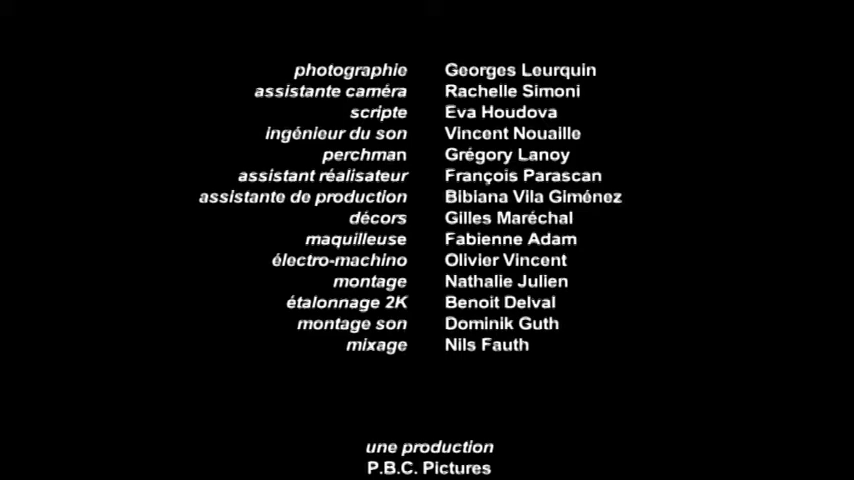 photographie Georges Leurquin
assistante caméra Rachelle Simoni
scripte Eva Houdova
ingénieur du son Vincent Nouaille
perchman Grégory Lanoy
assistant réalisateur François Parascan
assistante de production Bibiana Vila Giménez
décors Gilles Maréchal
maquilleuse Fabienne Adam
électro-machino Olivier Vincent
montage Nathalie Julien
étalonnage 2K Benoit Delval
montage son Dominik Guth
mixage Nils Fauth
une production
P.B.C. Pictures